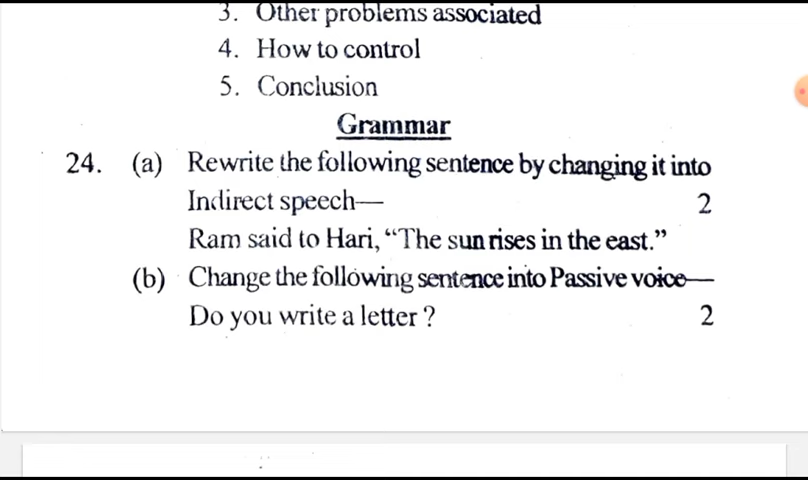 3. Other problems associated
4. How to control
5. Conclusion
Grammar
24. (a) Rewrite the following sentence by changing it into
Indirect speech— 2
Ram said to Hari, “The sun rises in the east.”
(b) Change the following sentence into Passive voice—
Do you write a letter ? 2